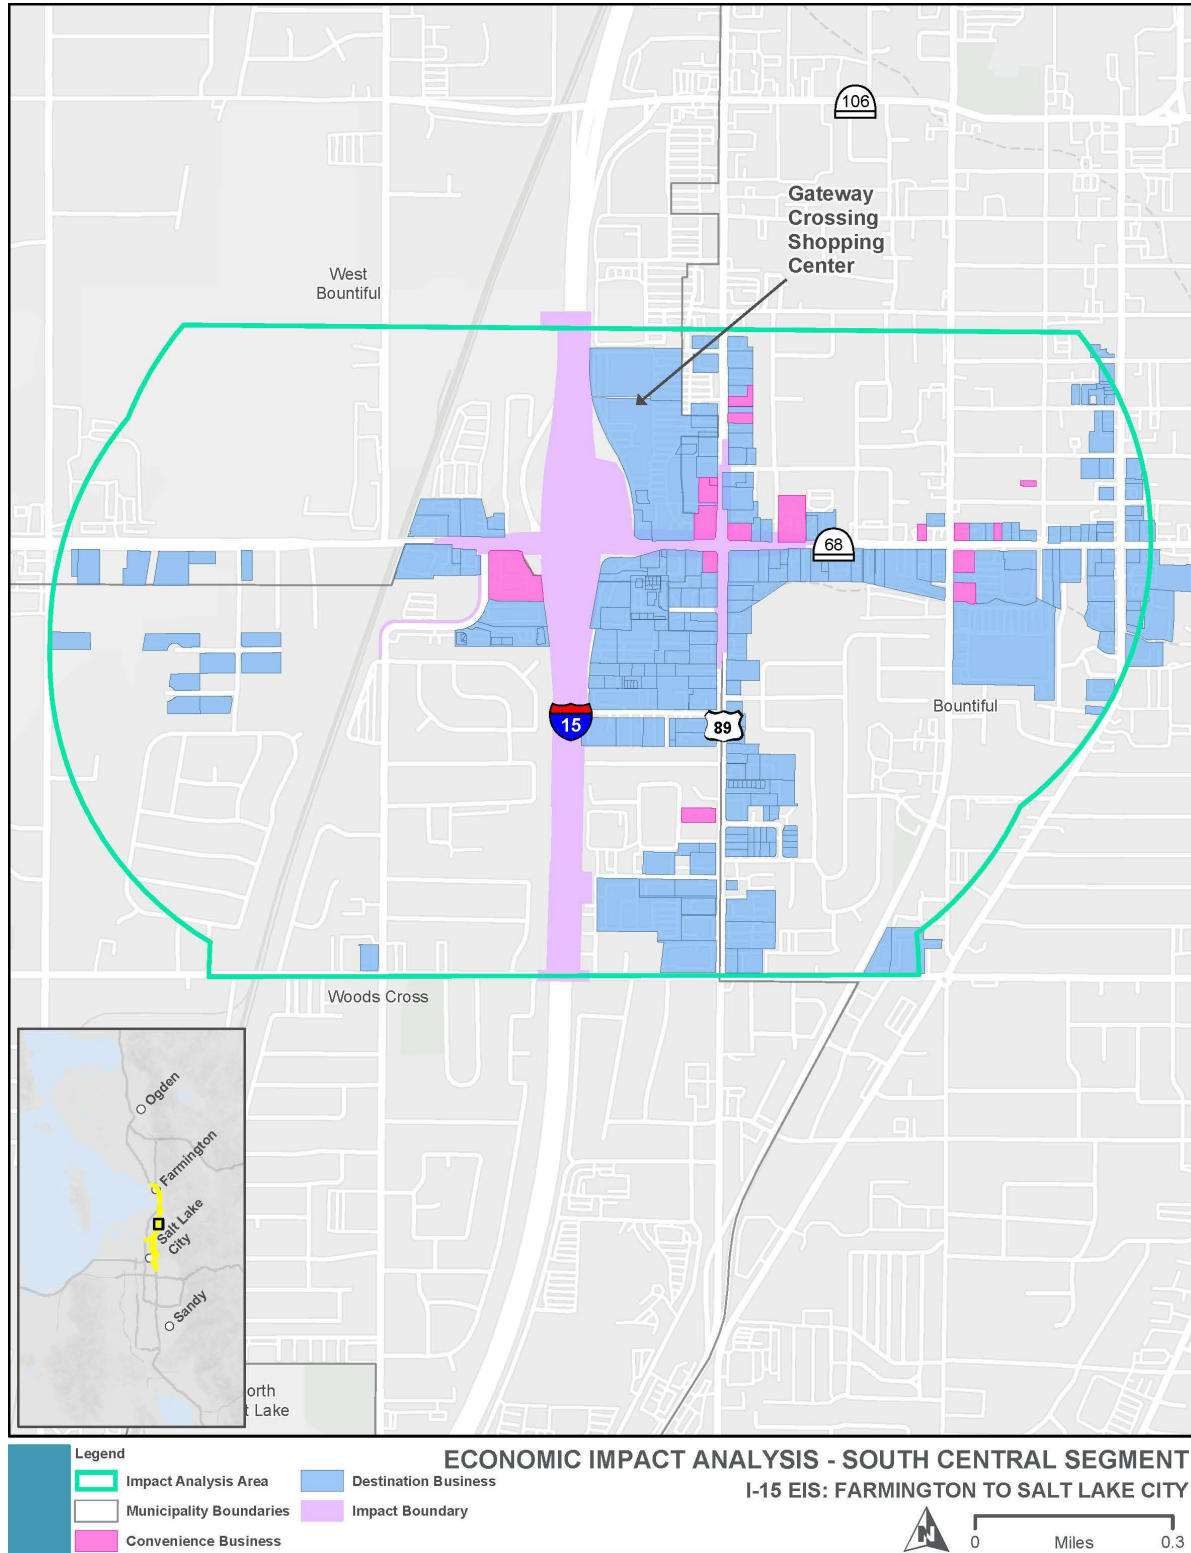 106
Gateway
Crossing
Shopping
Center
West
Bountiful
68
Bountiful
15
89
Woods Cross
Ogden
Farmington
Salt Lake
City
Sandy
orth
t Lake
Legend
Impact Analysis Area
Municipality Boundaries
Convenience Business
Destination Business
Impact Boundary
ECONOMIC IMPACT ANALYSIS - SOUTH CENTRAL SEGMENT
I-15 EIS: FARMINGTON TO SALT LAKE CITY
N
0 Miles 0.3